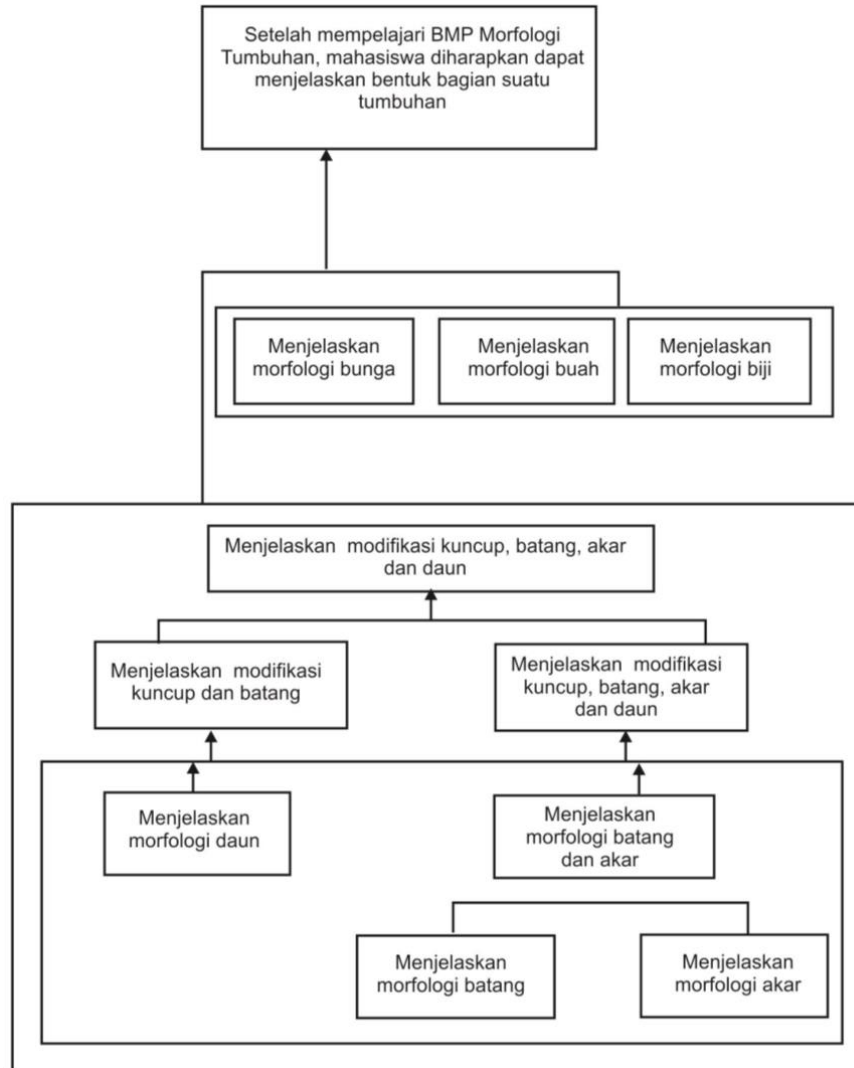 Setelah mempelajari BMP Morfologi
Tumbuhan, mahasiswa diharapkan dapat
menjelaskan bentuk bagian suatu
tumbuhan
Menjelaskan
morfologi bunga
Menjelaskan
morfologi buah
Menjelaskan
morfologi biji
Menjelaskan modifikasi kuncup, batang, akar
dan daun
Menjelaskan modifikasi
kuncup dan batang
Menjelaskan modifikasi
kuncup, batang, akar
dan daun
Menjelaskan
morfologi daun
Menjelaskan
morfologi batang
dan akar
Menjelaskan
morfologi batang
Menjelaskan
morfologi akar